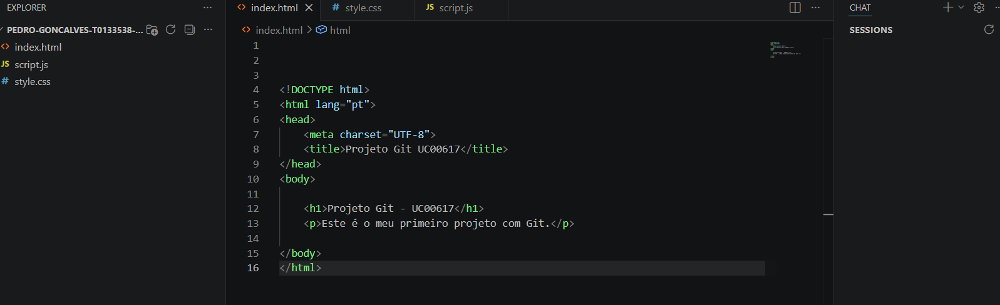 EXPLORER ···
PEDRO-GONCALVES-T0133538-... ···
<> index.html
JS script.js
# style.css
<> index.html ×
# style.css
JS script.js
···
<> index.html > html
1
2
3
4 <!DOCTYPE html>
5 <html lang="pt">
6 <head>
7     <meta charset="UTF-8">
8     <title>Projeto Git UC00617</title>
9 </head>
10 <body>
11
12     <h1>Projeto Git - UC00617</h1>
13     <p>Este é o meu primeiro projeto com Git.</p>
14
15 </body>
16 </html>
CHAT
SESSIONS